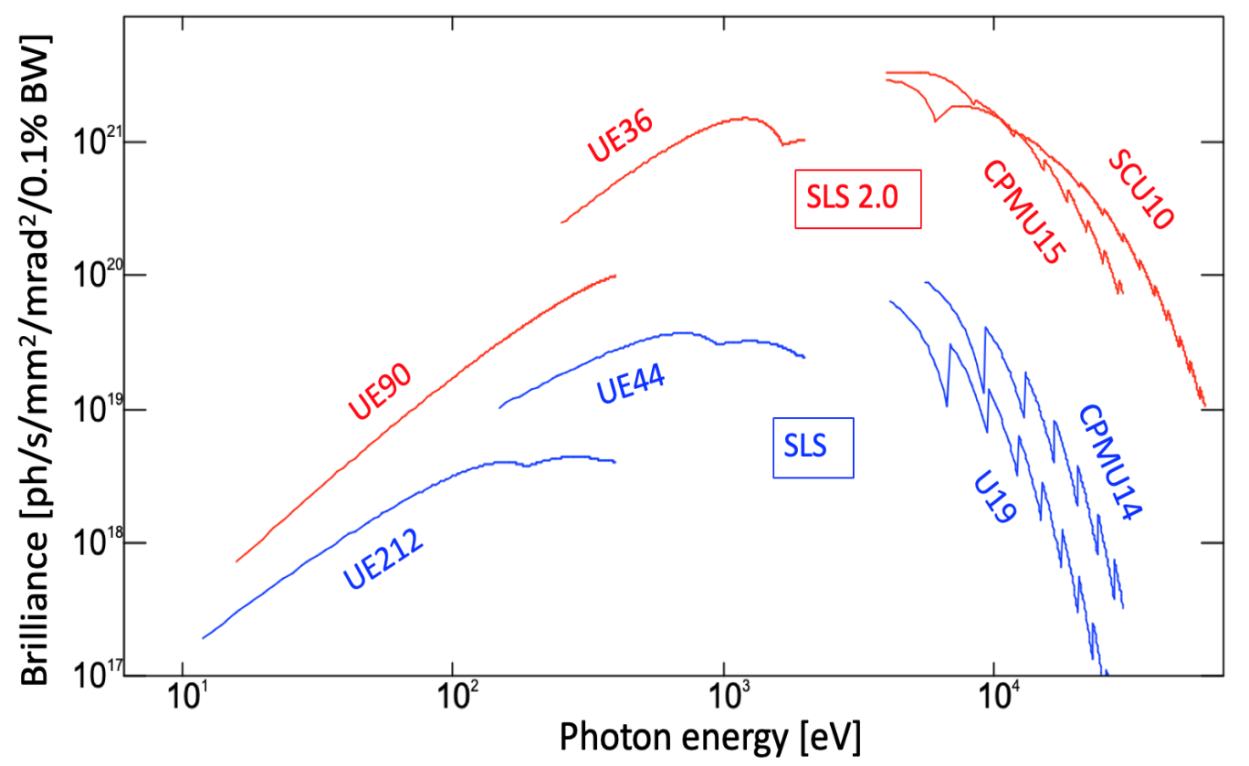 Brilliance [ph/s/mm²/mrad²/0.1% BW]
10²¹
10²⁰
10¹⁹
10¹⁸
10¹⁷
UE36
SLS 2.0
CPMU15
SCU10
UE90
UE44
SLS
CPMU14
U19
UE212
10¹
10²
10³
10⁴
Photon energy [eV]